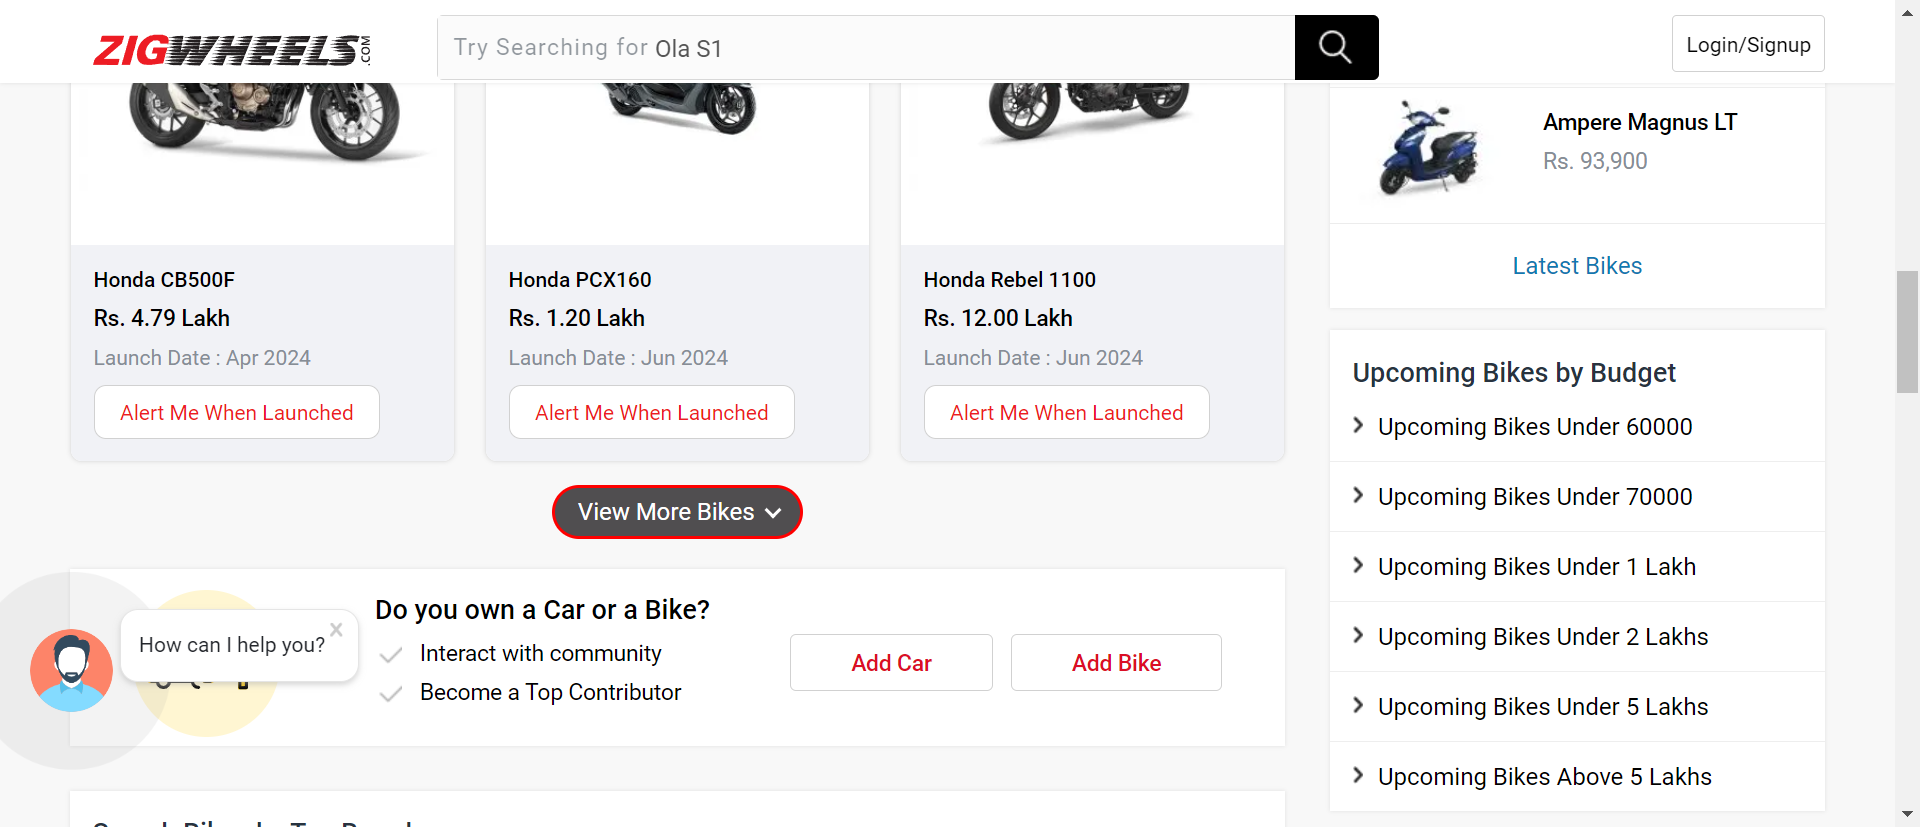 ZIGWHEELS.COM
Try Searching for Ola S1
Login/Signup
Honda CB500F
Rs. 4.79 Lakh
Launch Date : Apr 2024
Alert Me When Launched
Honda PCX160
Rs. 1.20 Lakh
Launch Date : Jun 2024
Alert Me When Launched
Honda Rebel 1100
Rs. 12.00 Lakh
Launch Date : Jun 2024
Alert Me When Launched
View More Bikes
Do you own a Car or a Bike?
Interact with community
Become a Top Contributor
Add Car
Add Bike
How can I help you?
Ampere Magnus LT
Rs. 93,900
Latest Bikes
Upcoming Bikes by Budget
Upcoming Bikes Under 60000
Upcoming Bikes Under 70000
Upcoming Bikes Under 1 Lakh
Upcoming Bikes Under 2 Lakhs
Upcoming Bikes Under 5 Lakhs
Upcoming Bikes Above 5 Lakhs